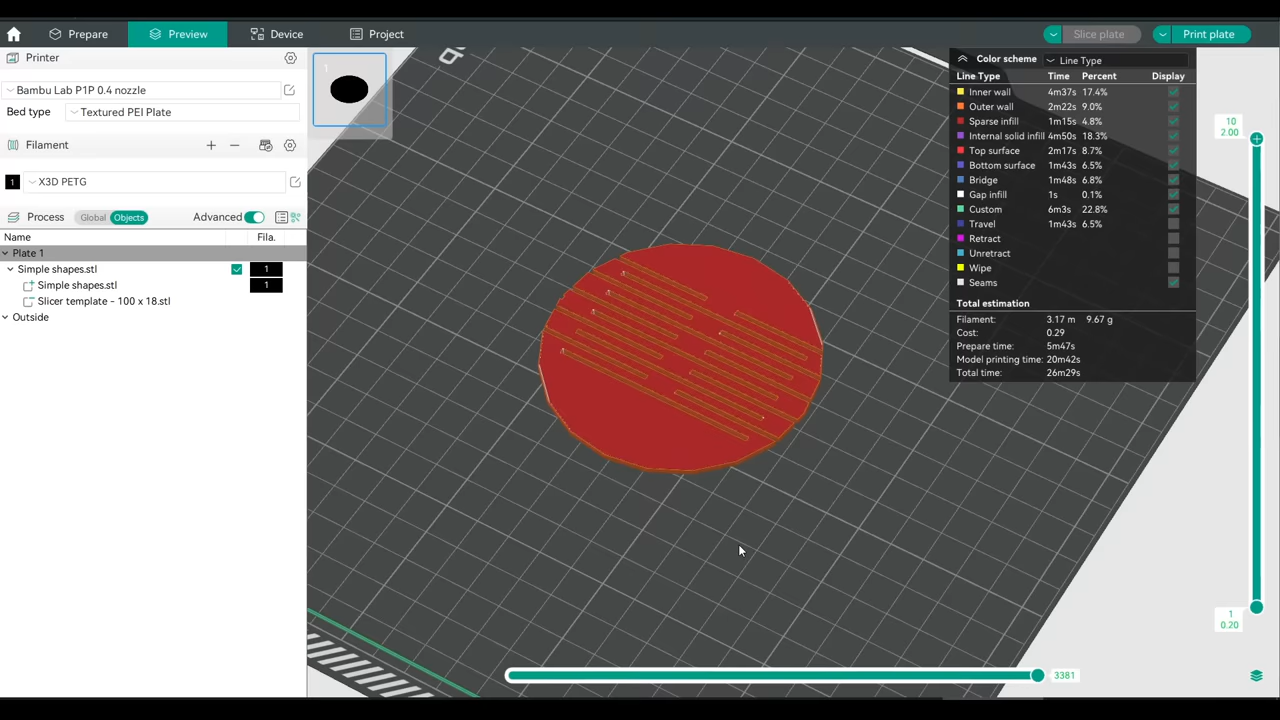 Prepare Preview Device Project Slice plate Print plate
Printer
Bambu Lab P1P 0.4 nozzle
Bed type Textured PEI Plate
Filament
1 X3D PETG
Process Global Objects Advanced
Name Fila.
Plate 1
Simple shapes.stl 1
Simple shapes.stl 1
Slicer template - 100 x 18.stl
Outside
1
Color scheme Line Type
Line Type Time Percent Display
Inner wall 4m37s 17.4%
Outer wall 2m22s 9.0%
Sparse infill 1m15s 4.8%
Internal solid infill 4m50s 18.3%
Top surface 2m17s 8.7%
Bottom surface 1m43s 6.5%
Bridge 1m48s 6.8%
Gap infill 1s 0.1%
Custom 6m3s 22.8%
Travel 1m43s 6.5%
Retract
Unretract
Wipe
Seams
Total estimation
Filament: 3.17 m 9.67 g
Cost: 0.29
Prepare time: 5m47s
Model printing time: 20m42s
Total time: 26m29s
10
2.00
1
0.20
3381